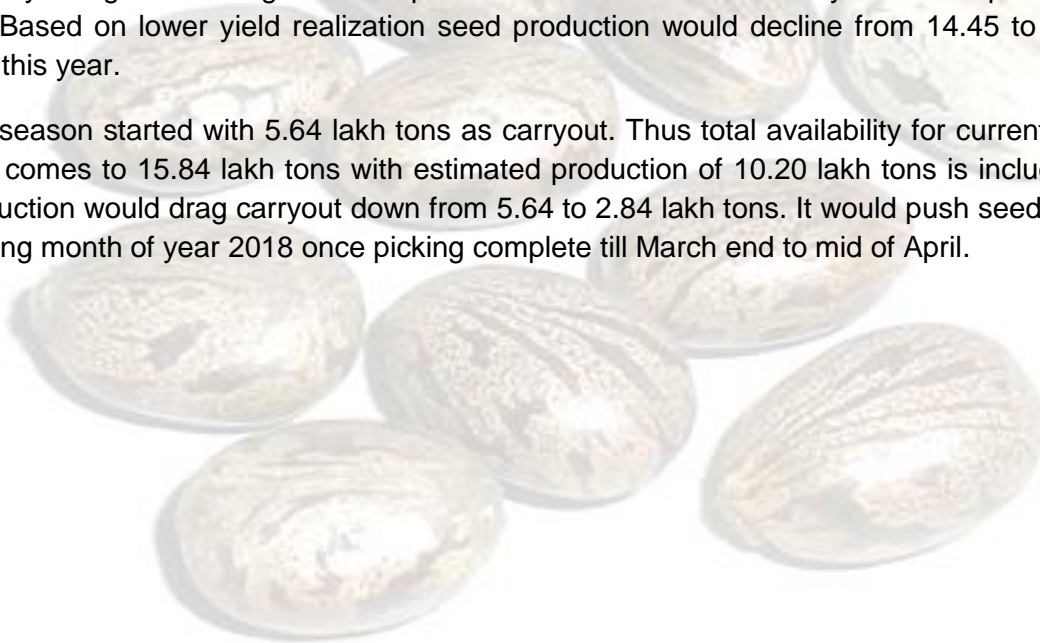 Based on lower yield realization seed production would decline from 14.45 to
this year.
season started with 5.64 lakh tons as carryout. Thus total availability for current
comes to 15.84 lakh tons with estimated production of 10.20 lakh tons is
would drag carryout down from 5.64 to 2.84 lakh tons. It would push seed
month of year 2018 once picking complete till March end to mid of April.